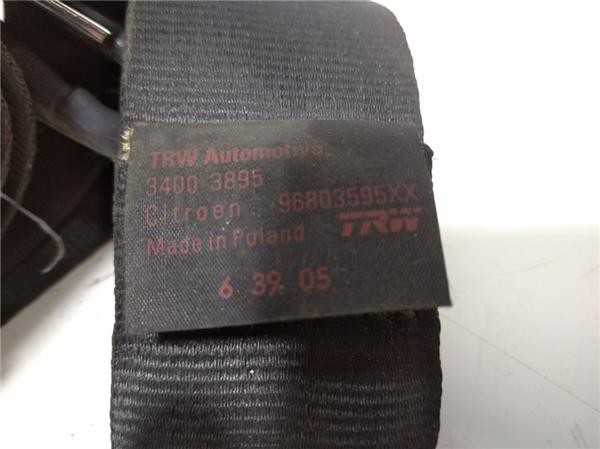 TRW Automotive
3400 3895
Citroen 96803595XX
Made in Poland TRW
6 39 05